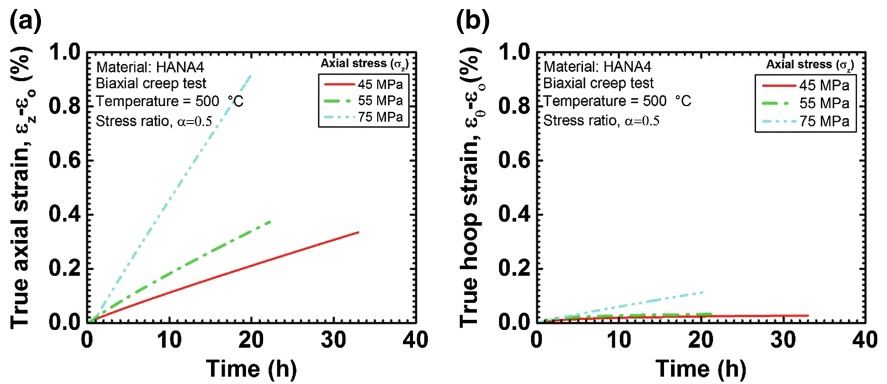 (a)
True axial strain, εz-εo (%)
1.0
0.8
0.6
0.4
0.2
0.0
Material: HANA4
Biaxial creep test
Temperature = 500 °C
Stress ratio, α=0.5
Axial stress (σz)
45 MPa
55 MPa
75 MPa
0 10 20 30 40
Time (h)
(b)
True hoop strain, εθ-εo (%)
1.0
0.8
0.6
0.4
0.2
0.0
Material: HANA4
Biaxial creep test
Temperature = 500 °C
Stress ratio, α=0.5
Axial stress (σz)
45 MPa
55 MPa
75 MPa
0 10 20 30 40
Time (h)